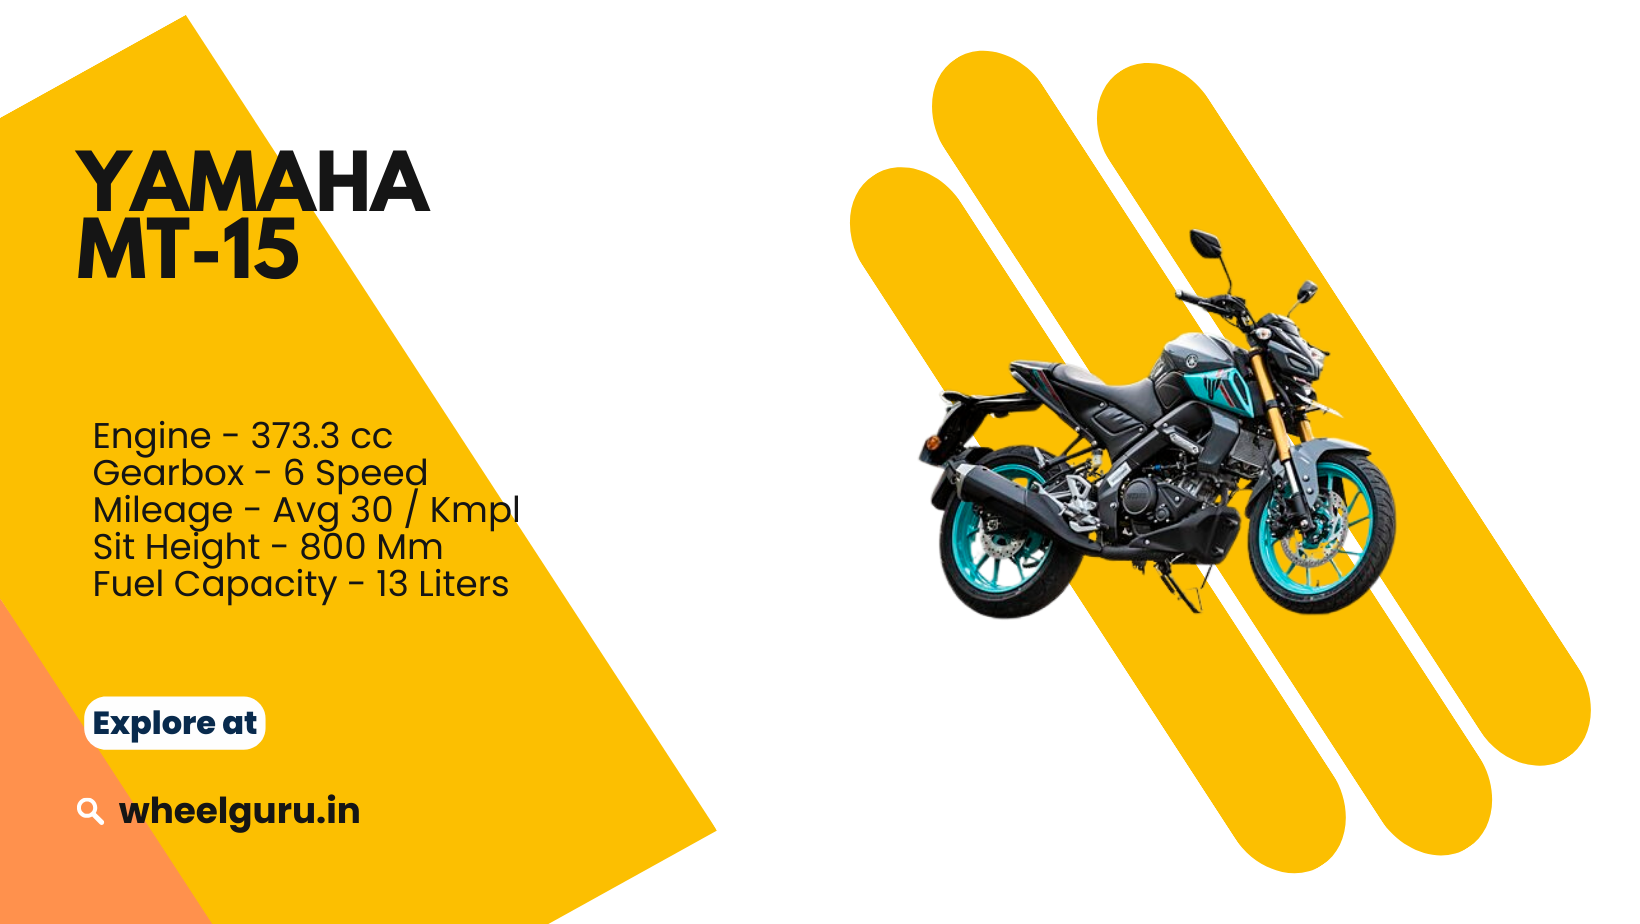 YAMAHA
MT-15
Engine - 373.3 cc
Gearbox - 6 Speed
Mileage - Avg 30 / Kmpl
Sit Height - 800 Mm
Fuel Capacity - 13 Liters
Explore at
wheelguru.in